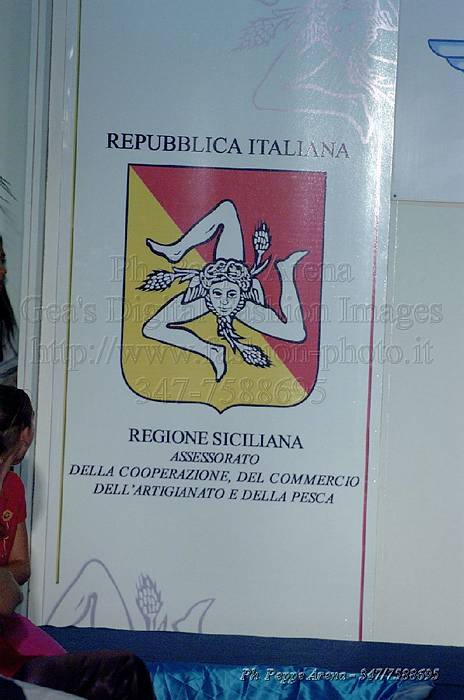 REPUBBLICA ITALIANA
Photo Peppe Arena
Gea's Digital Fashion Images
http://www.fashion-photo.it
347-7588695
REGIONE SICILIANA
ASSESSORATO
DELLA COOPERAZIONE, DEL COMMERCIO
DELL'ARTIGIANATO E DELLA PESCA
Ph. Peppe Arena - 347/7588695